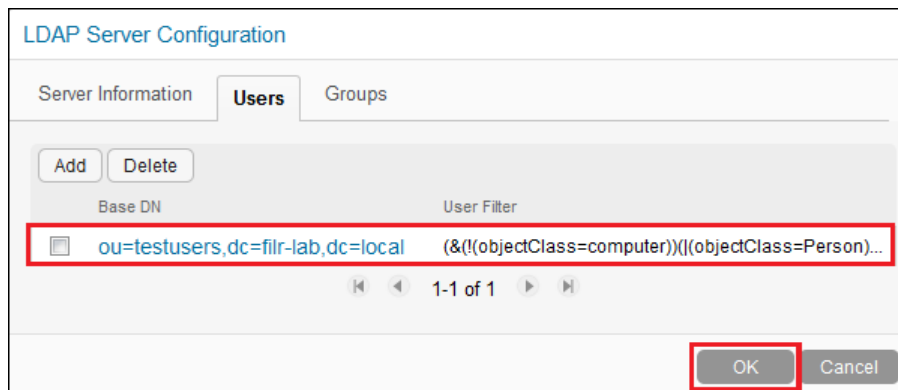 LDAP Server Configuration
Server Information Users Groups
Add Delete
Base DN User Filter
ou=testusers,dc=filr-lab,dc=local (&(!(objectClass=computer))(|(objectClass=Person)...
1-1 of 1
OK Cancel